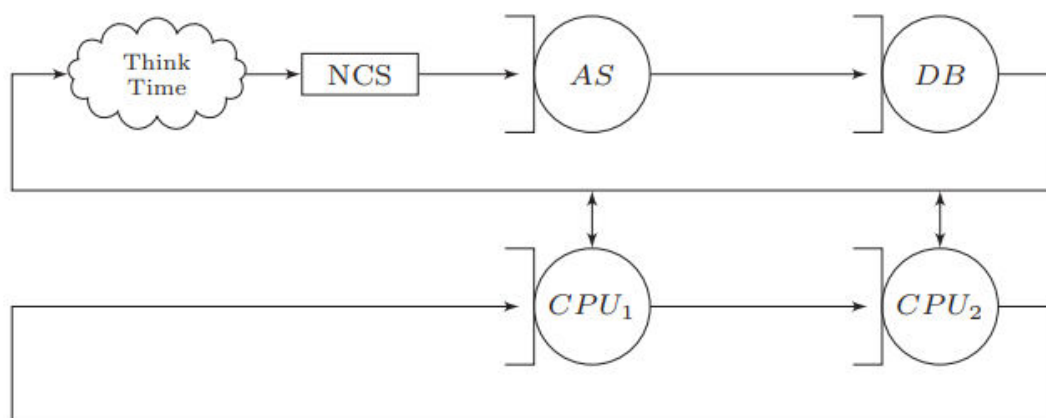 Think
Time
NCS
AS
DB
CPU₁
CPU₂